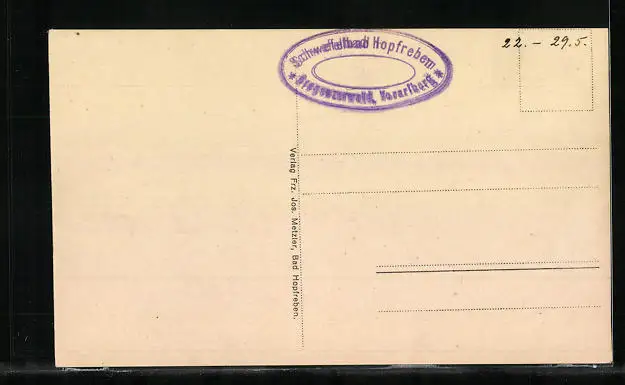 Schwefelbad Hopfreben
* Bregenzerwald, Vorarlberg *
22. - 29.5.
Verlag Frz. Jos. Metzler, Bad Hopfreben.